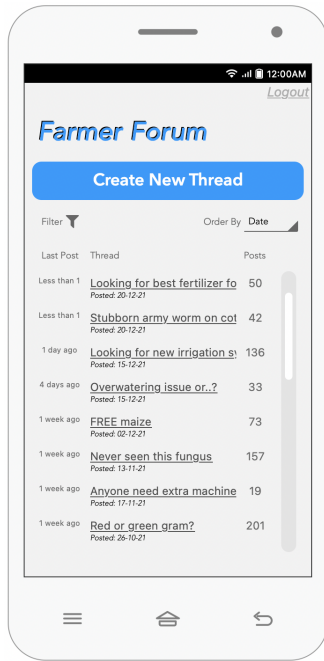 12:00AM
Logout
Farmer Forum
Create New Thread
Filter Order By Date
Last Post Thread Posts
Less than 1 Looking for best fertilizer fo 50
Posted: 20-12-21
Less than 1 Stubborn army worm on cot 42
Posted: 20-12-21
1 day ago Looking for new irrigation sy 136
Posted: 15-12-21
4 days ago Overwatering issue or..? 33
Posted: 15-12-21
1 week ago FREE maize 73
Posted: 02-12-21
1 week ago Never seen this fungus 157
Posted: 13-11-21
1 week ago Anyone need extra machine 19
Posted: 17-11-21
1 week ago Red or green gram? 201
Posted: 26-10-21